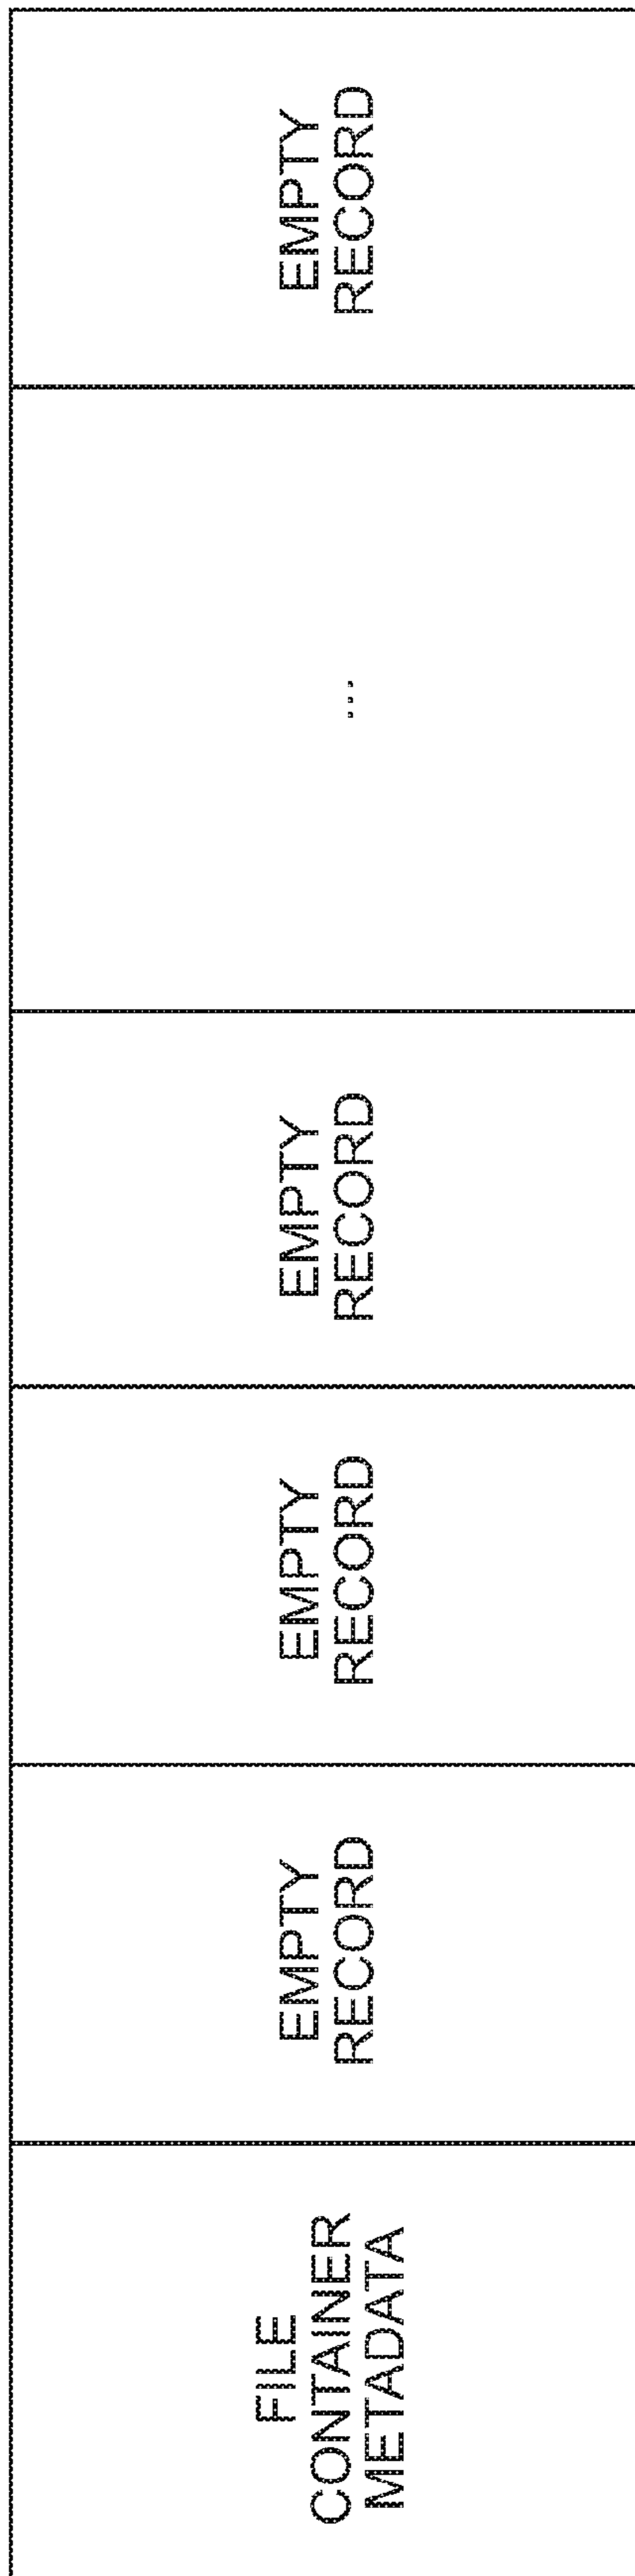 FILE
CONTAINER
METADATA
EMPTY
RECORD
EMPTY
RECORD
EMPTY
RECORD
...
EMPTY
RECORD